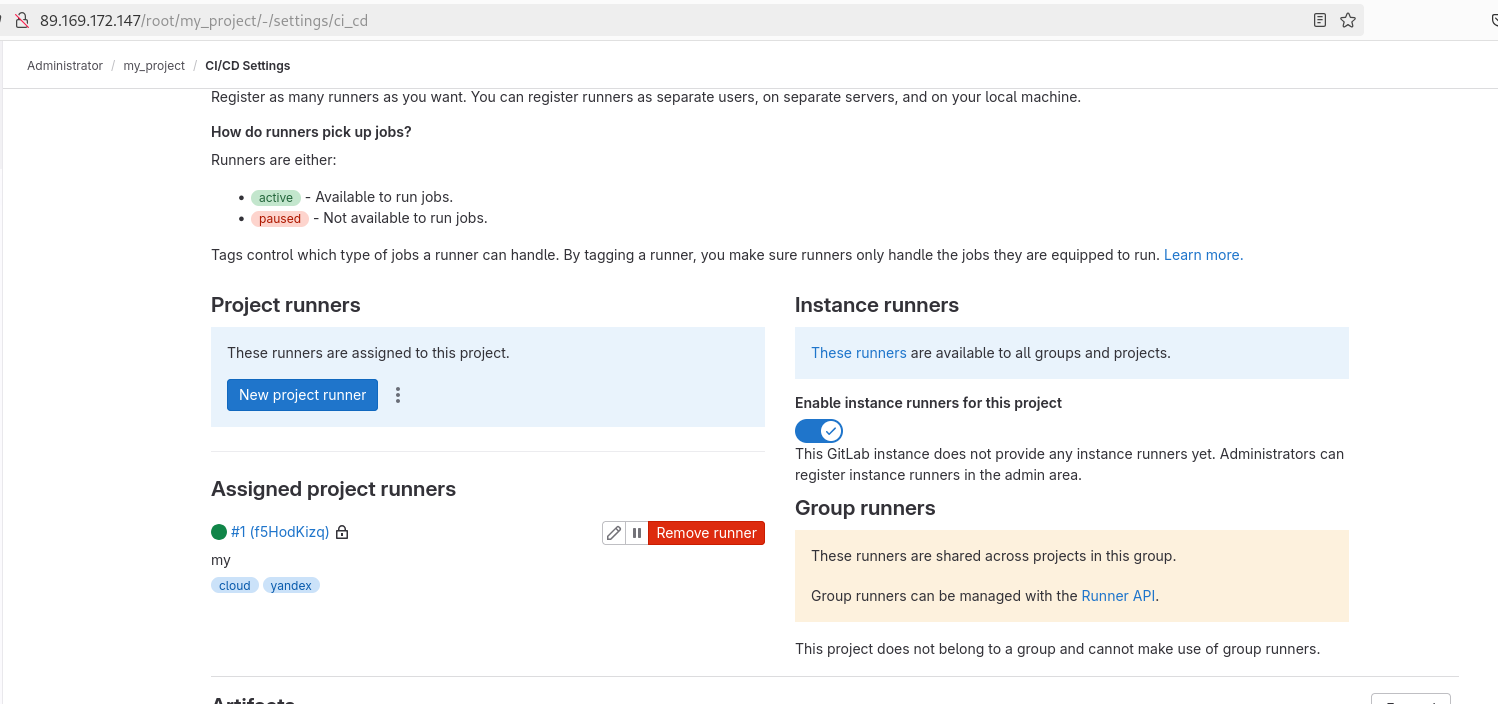 89.169.172.147/root/my_project/-/settings/ci_cd
Administrator / my_project / CI/CD Settings
Register as many runners as you want. You can register runners as separate users, on separate servers, and on your local machine.
How do runners pick up jobs?
Runners are either:
active - Available to run jobs.
paused - Not available to run jobs.
Tags control which type of jobs a runner can handle. By tagging a runner, you make sure runners only handle the jobs they are equipped to run. Learn more.
Project runners
These runners are assigned to this project.
New project runner
Assigned project runners
#1 (f5HodKizq)
Remove runner
my
cloud yandex
Instance runners
These runners are available to all groups and projects.
Enable instance runners for this project
This GitLab instance does not provide any instance runners yet. Administrators can
register instance runners in the admin area.
Group runners
These runners are shared across projects in this group.
Group runners can be managed with the Runner API.
This project does not belong to a group and cannot make use of group runners.
Artifacts